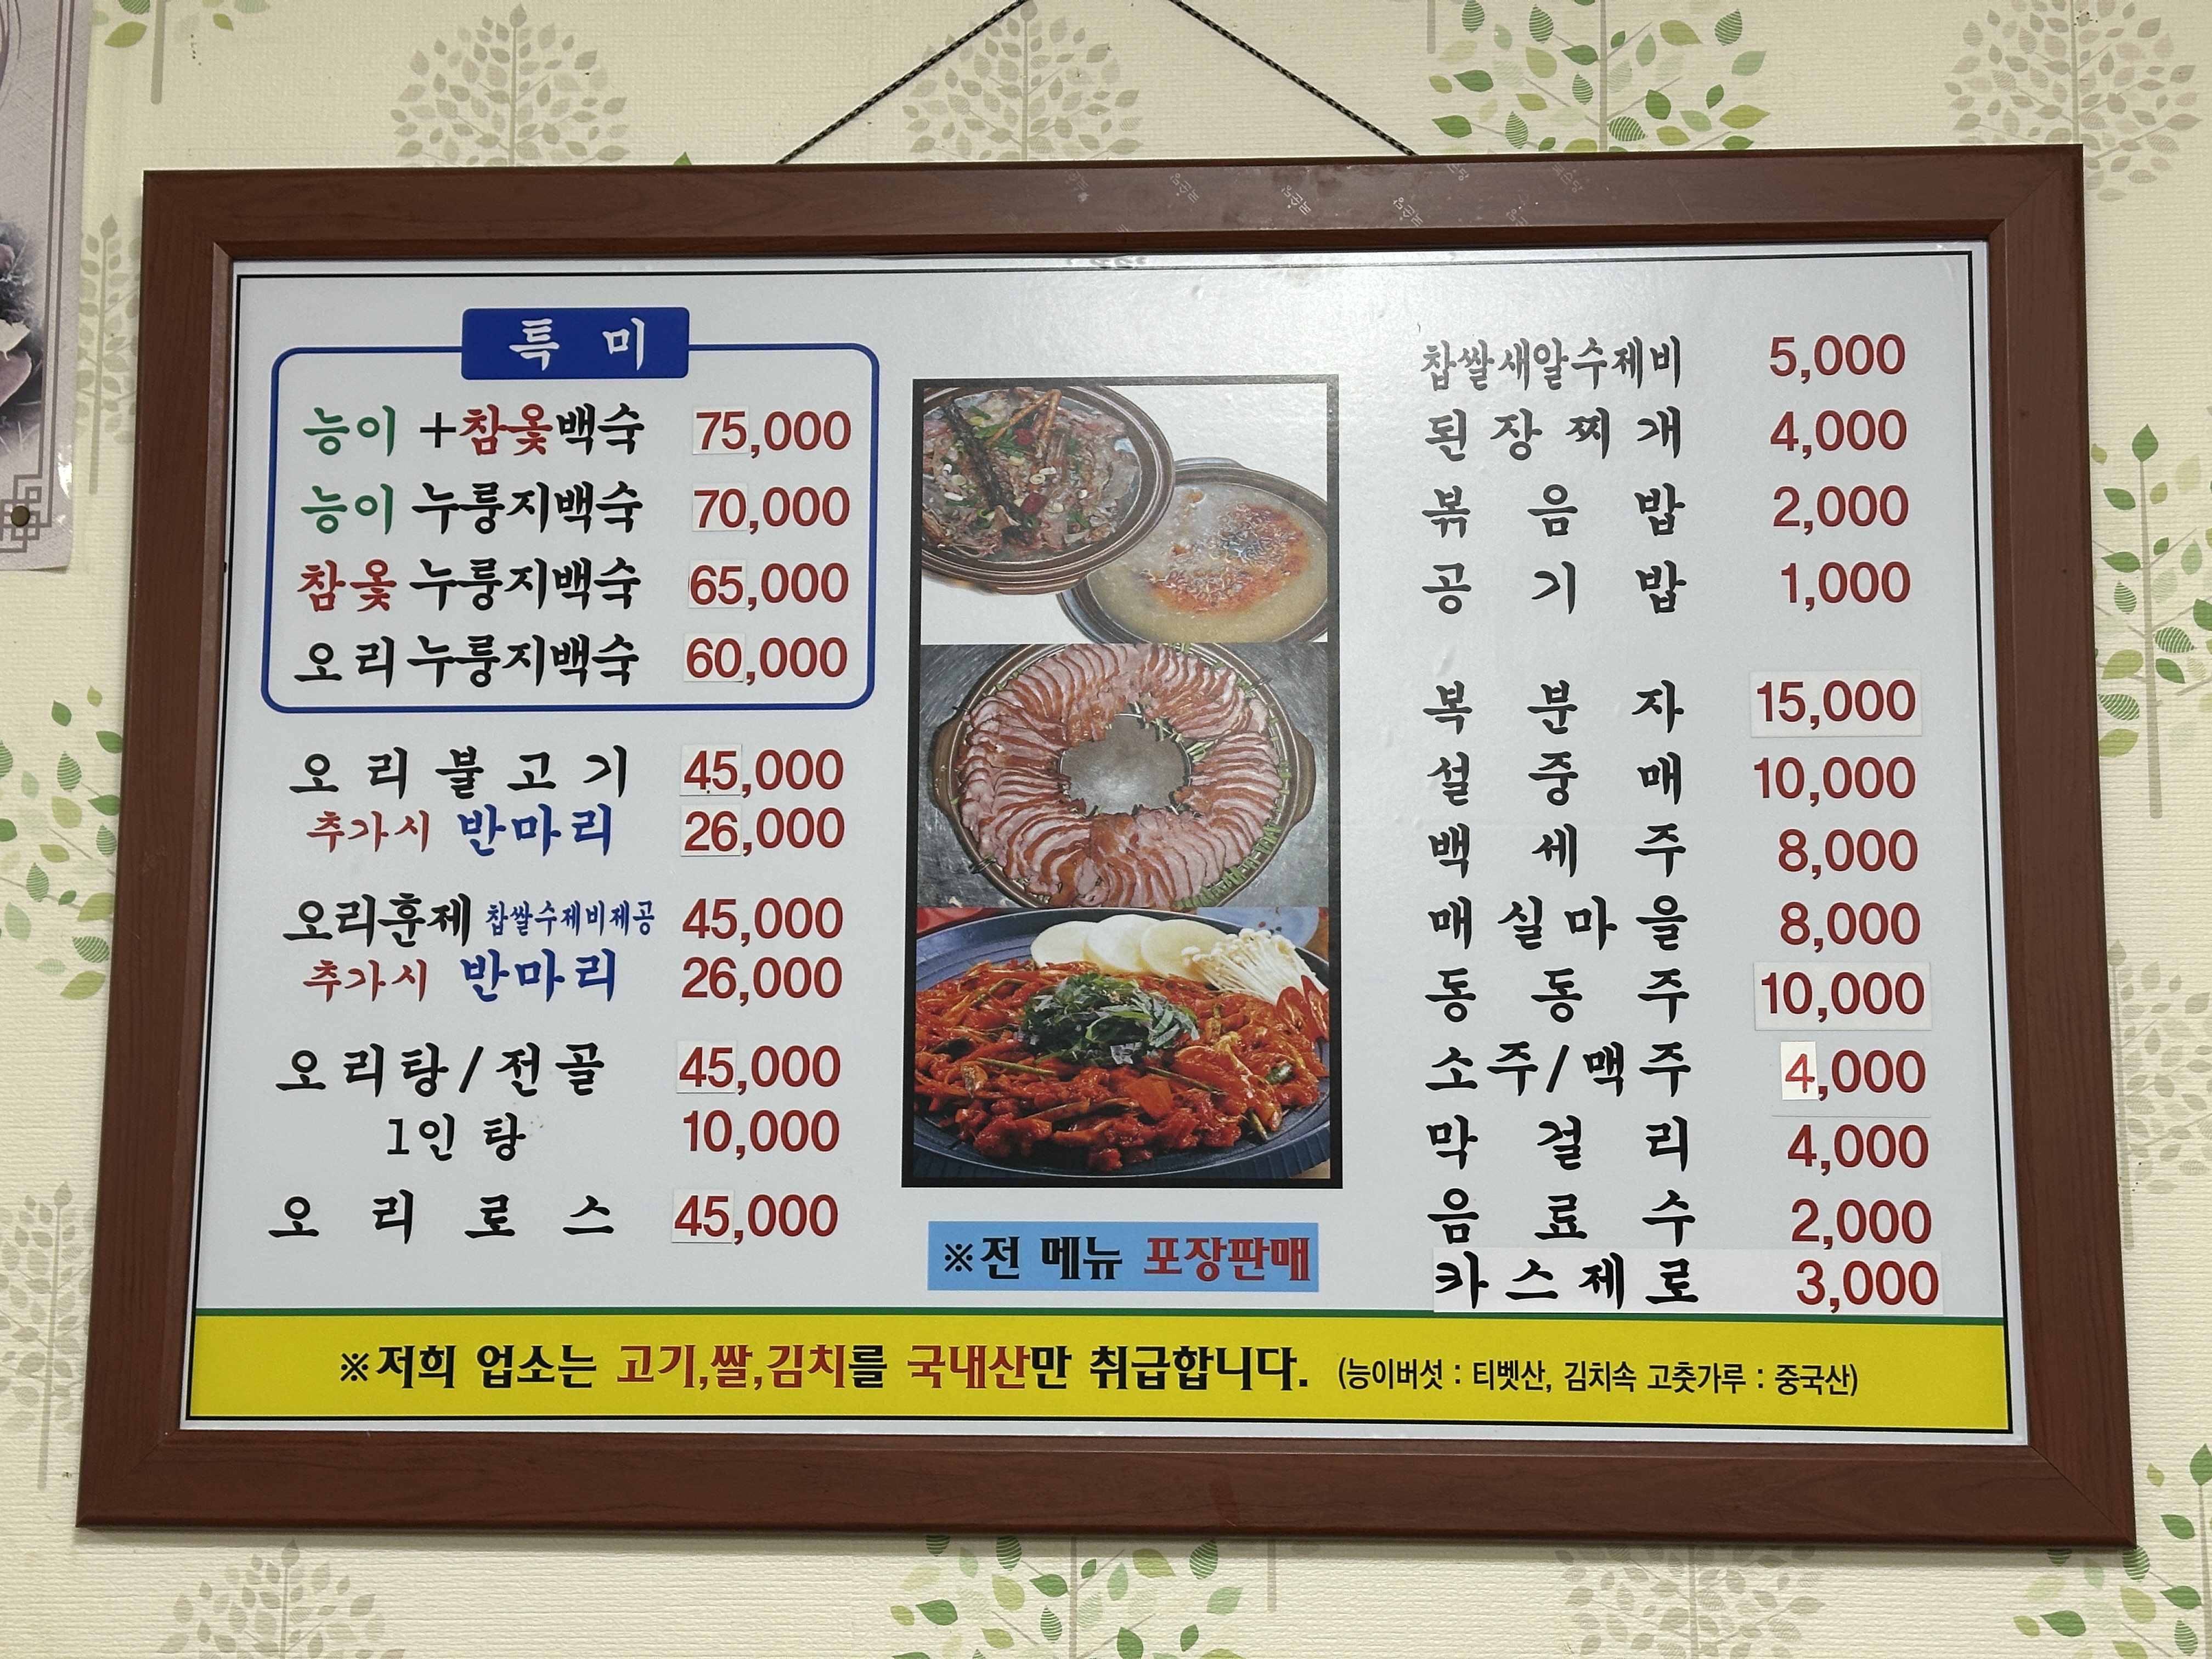 특 미
능이 +참옻백숙 75,000
능이 누룽지백숙 70,000
참옻 누룽지백숙 65,000
오리누룽지백숙 60,000
오리불고기 45,000
추가시 반마리 26,000
오리훈제 찹쌀수제비제공 45,000
추가시 반마리 26,000
오리탕/전골 45,000
1인 탕 10,000
오리로스 45,000
※전 메뉴 포장판매
찹쌀새알수제비 5,000
된장찌개 4,000
볶음밥 2,000
공기밥 1,000
복분자 15,000
설중매 10,000
백세주 8,000
매실마을 8,000
동동주 10,000
소주/맥주 4,000
막걸리 4,000
음료수 2,000
카스제로 3,000
※저희 업소는 고기,쌀,김치를 국내산만 취급합니다. (능이버섯 : 티벳산, 김치속 고춧가루 : 중국산)